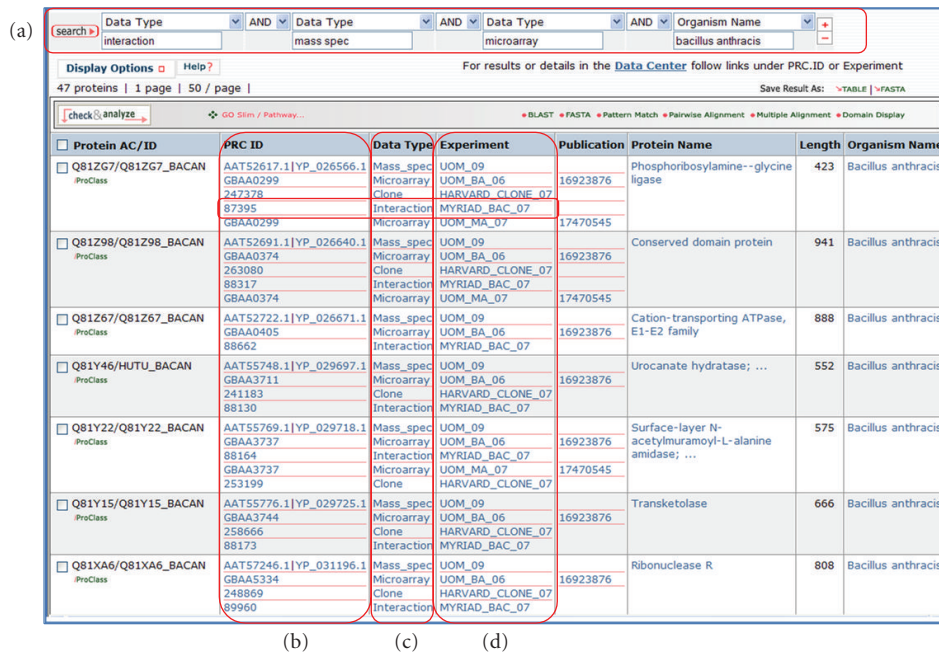 (a)
Data Type AND Data Type AND Data Type AND Organism Name +
search interaction mass spec microarray bacillus anthracis −
Display Options Help? For results or details in the Data Center follow links under PRC.ID or Experiment
47 proteins | 1 page | 50 / page | Save Result As: TABLE | FASTA
check&analyze GO Slim / Pathway... BLAST FASTA Pattern Match Pairwise Alignment Multiple Alignment Domain Display
Protein AC/ID PRC ID Data Type Experiment Publication Protein Name Length Organism Name
Q81ZG7/Q81ZG7_BACAN AAT52617.1|YP_026566.1 Mass_spec UOM_09 Phosphoribosylamine--glycine 423 Bacillus anthracis
iProClass GBAA0299 Microarray UOM_BA_06 16923876 ligase
247378 Clone HARVARD_CLONE_07
87395 Interaction MYRIAD_BAC_07
GBAA0299 Microarray UOM_MA_07 17470545
Q81Z98/Q81Z98_BACAN AAT52691.1|YP_026640.1 Mass_spec UOM_09 Conserved domain protein 941 Bacillus anthracis
iProClass GBAA0374 Microarray UOM_BA_06 16923876
263080 Clone HARVARD_CLONE_07
88317 Interaction MYRIAD_BAC_07
GBAA0374 Microarray UOM_MA_07 17470545
Q81Z67/Q81Z67_BACAN AAT52722.1|YP_026671.1 Mass_spec UOM_09 Cation-transporting ATPase, 888 Bacillus anthracis
iProClass GBAA0405 Microarray UOM_BA_06 16923876 E1-E2 family
88662 Interaction MYRIAD_BAC_07
Q81Y46/HUTU_BACAN AAT55748.1|YP_029697.1 Mass_spec UOM_09 Urocanate hydratase; ... 552 Bacillus anthracis
iProClass GBAA3711 Microarray UOM_BA_06 16923876
241183 Clone HARVARD_CLONE_07
88130 Interaction MYRIAD_BAC_07
Q81Y22/Q81Y22_BACAN AAT55769.1|YP_029718.1 Mass_spec UOM_09 Surface-layer N- 575 Bacillus anthracis
iProClass GBAA3737 Microarray UOM_BA_06 16923876 acetylmuramoyl-L-alanine
88164 Interaction MYRIAD_BAC_07 amidase; ...
GBAA3737 Microarray UOM_MA_07 17470545
253199 Clone HARVARD_CLONE_07
Q81Y15/Q81Y15_BACAN AAT55776.1|YP_029725.1 Mass_spec UOM_09 Transketolase 666 Bacillus anthracis
iProClass GBAA3744 Microarray UOM_BA_06 16923876
258666 Clone HARVARD_CLONE_07
88173 Interaction MYRIAD_BAC_07
Q81XA6/Q81XA6_BACAN AAT57246.1|YP_031196.1 Mass_spec UOM_09 Ribonuclease R 808 Bacillus anthracis
iProClass GBAA5334 Microarray UOM_BA_06 16923876
248869 Clone HARVARD_CLONE_07
89960 Interaction MYRIAD_BAC_07
(b) (c) (d)